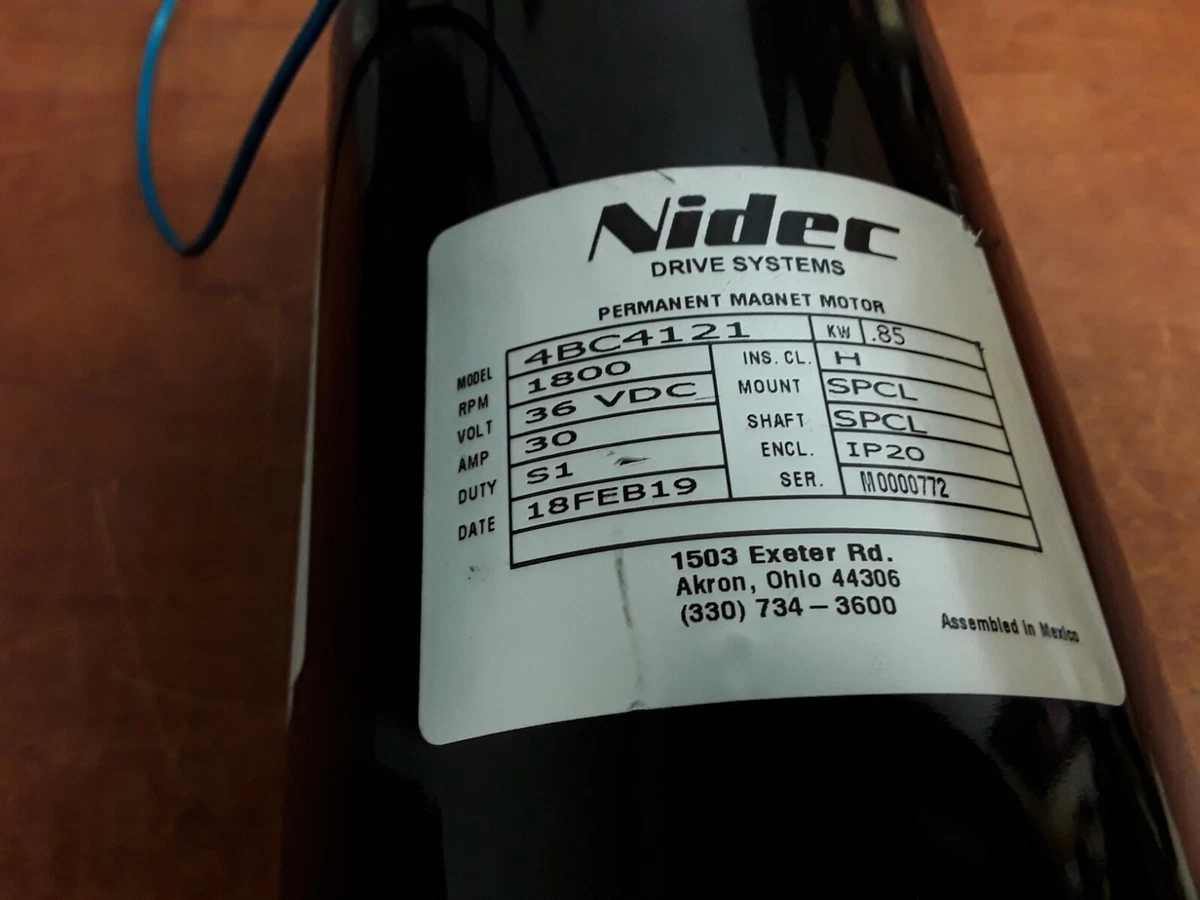 Nidec
DRIVE SYSTEMS
PERMANENT MAGNET MOTOR
MODEL 4BC4121 KW .85
RPM 1800 INS. CL. H
VOLT 36 VDC MOUNT SPCL
AMP 30 SHAFT SPCL
DUTY S1 ENCL. IP20
DATE 18FEB19 SER. M0000772
1503 Exeter Rd.
Akron, Ohio 44306
(330) 734-3600
Assembled in Mexico